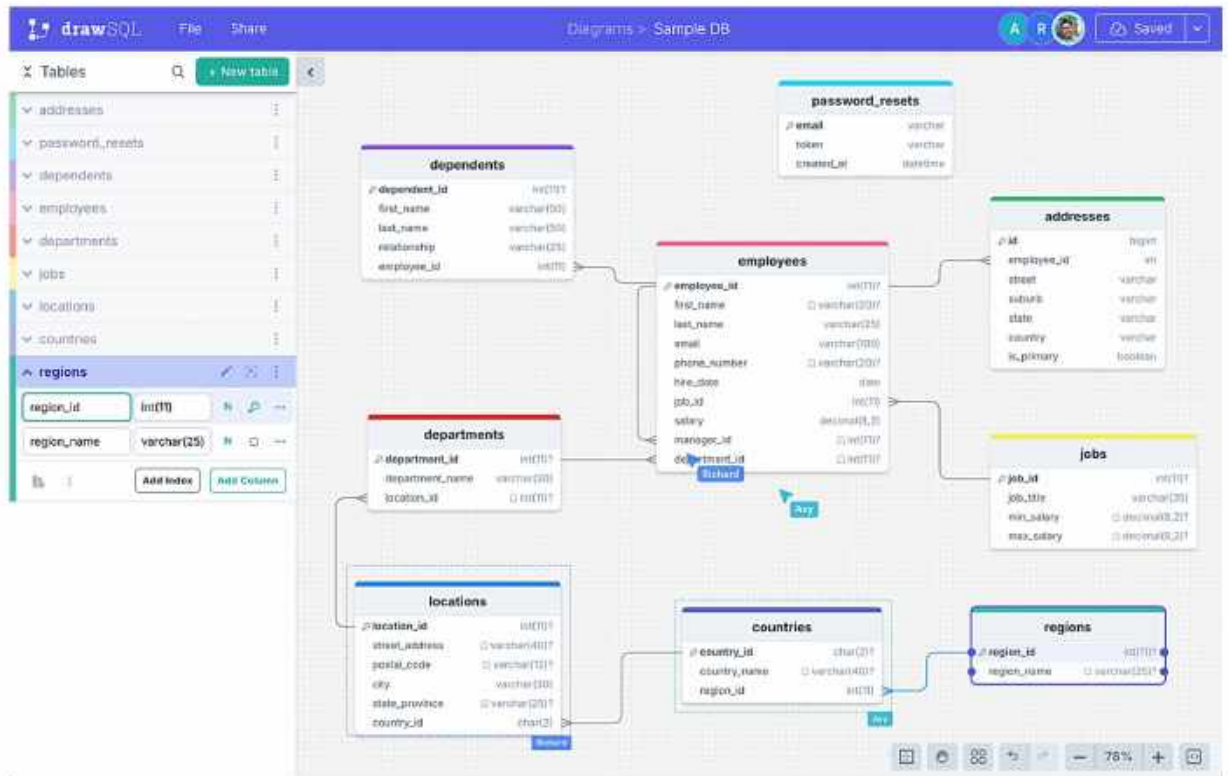 drawSQL File Share Diagrams > Sample DB A R Saved
Tables + New table
addresses
password_resets
dependents
employees
departments
jobs
locations
countries
regions
region_id int(11) N
region_name varchar(25) N
Add Index Add Column
password_resets
email varchar
token varchar
created_at datetime
dependents
dependent_id int(11)?
first_name varchar(50)
last_name varchar(50)
relationship varchar(25)
employee_id int(11)
addresses
id bigint
employee_id int
street varchar
suburb varchar
state varchar
country varchar
is_primary boolean
employees
employee_id int(11)?
first_name varchar(20)?
last_name varchar(25)
email varchar(100)
phone_number varchar(20)?
hire_date date
job_id int(11)
salary decimal(8,2)
manager_id int(11)?
department_id int(11)?
Richard
Avy
departments
department_id int(11)?
department_name varchar(30)
location_id int(11)?
jobs
job_id int(11)?
job_title varchar(35)
min_salary decimal(8,2)?
max_salary decimal(8,2)?
locations
location_id int(11)?
street_address varchar(40)?
postal_code varchar(12)?
city varchar(30)
state_province varchar(25)?
country_id char(2)
Richard
countries
country_id char(2)?
country_name varchar(40)?
region_id int(11)
Avy
regions
region_id int(11)?
region_name varchar(25)?
78%